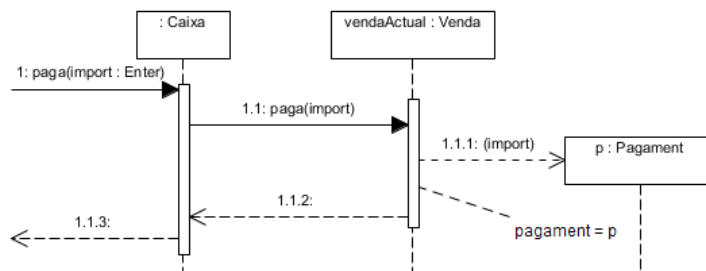 : Caixa
vendaActual : Venda
1: paga(import : Enter)
1.1: paga(import)
1.1.1: (import)
p : Pagament
1.1.2:
1.1.3:
pagament = p